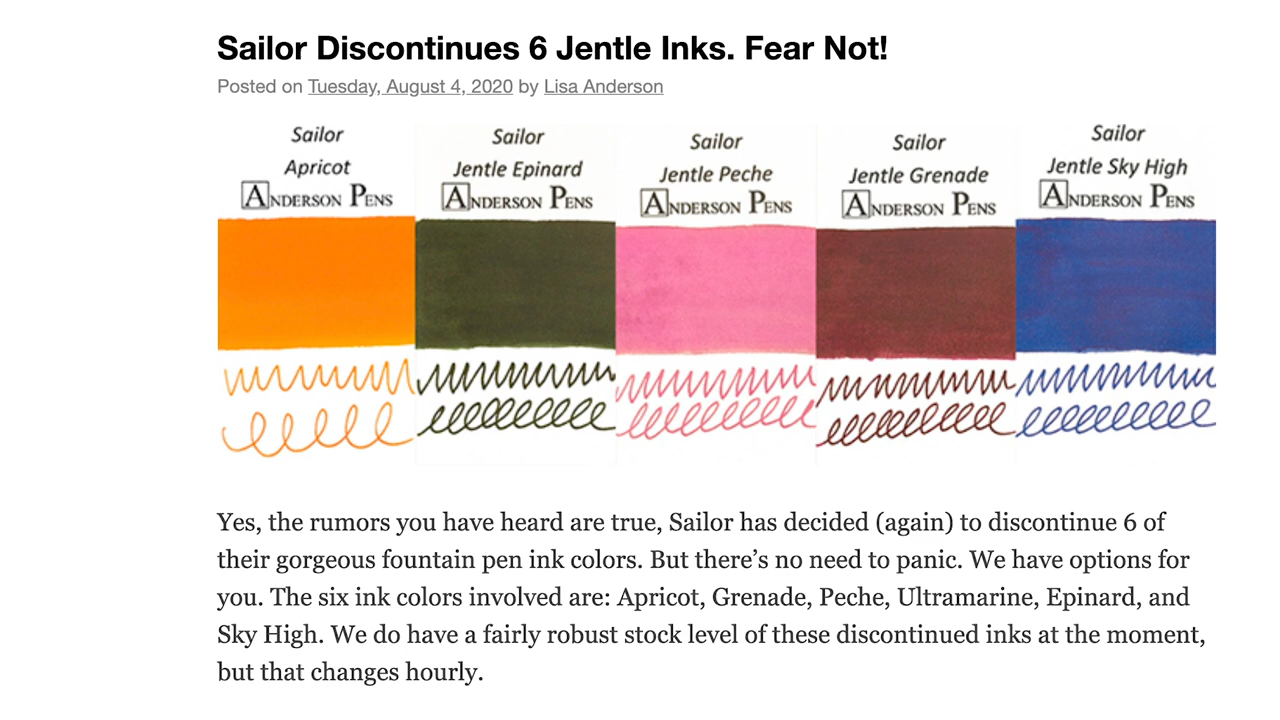 Sailor Discontinues 6 Jentle Inks. Fear Not!
Posted on Tuesday, August 4, 2020 by Lisa Anderson
Sailor
Apricot
ANDERSON PENS
Sailor
Jentle Epinard
ANDERSON PENS
Sailor
Jentle Peche
ANDERSON PENS
Sailor
Jentle Grenade
ANDERSON PENS
Sailor
Jentle Sky High
ANDERSON PENS
Yes, the rumors you have heard are true, Sailor has decided (again) to discontinue 6 of
their gorgeous fountain pen ink colors. But there’s no need to panic. We have options for
you. The six ink colors involved are: Apricot, Grenade, Peche, Ultramarine, Epinard, and
Sky High. We do have a fairly robust stock level of these discontinued inks at the moment,
but that changes hourly.